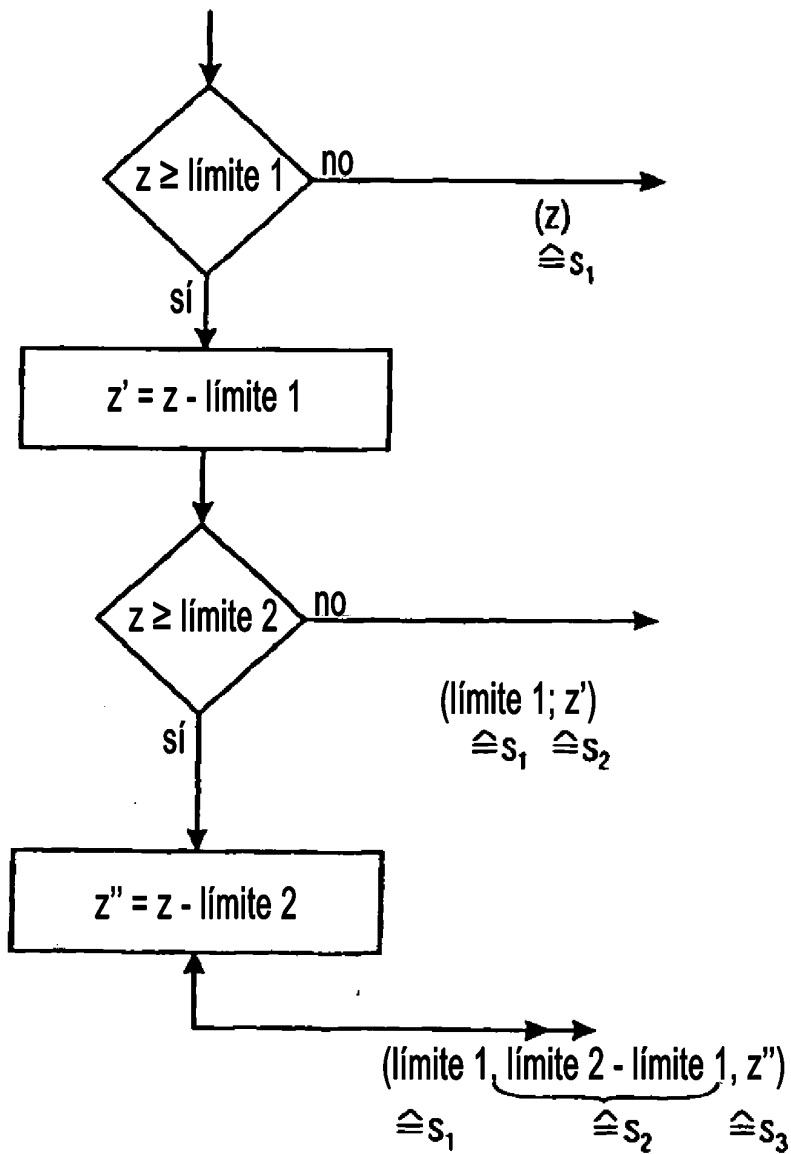 z ≥ límite 1
no
(z)
≙s₁
sí
z' = z - límite 1
z ≥ límite 2
no
(límite 1; z')
≙s₁ ≙s₂
sí
z'' = z - límite 2
(límite 1, límite 2 - límite 1, z'')
≙s₁ ≙s₂ ≙s₃